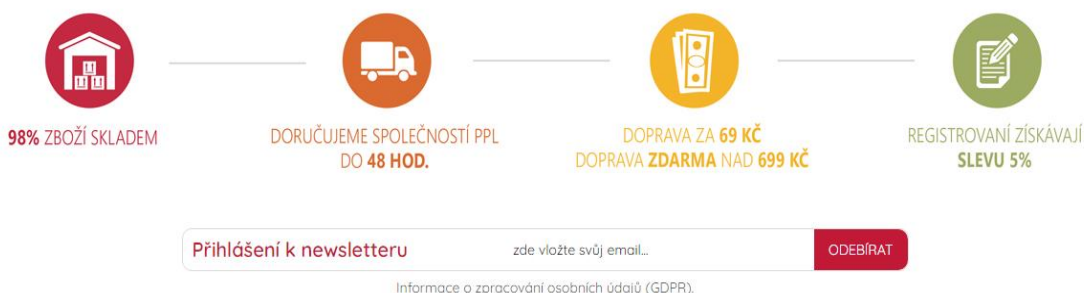 98% ZBOŽÍ SKLADEM
DORUČUJEME SPOLEČNOSTÍ PPL
DO 48 HOD.
DOPRAVA ZA 69 KČ
DOPRAVA ZDARMA NAD 699 KČ
REGISTROVANÍ ZÍSKÁVAJÍ
SLEVU 5%
Přihlášení k newsletteru zde vložte svůj email... ODEBÍRAT
Informace o zpracování osobních údajů (GDPR).